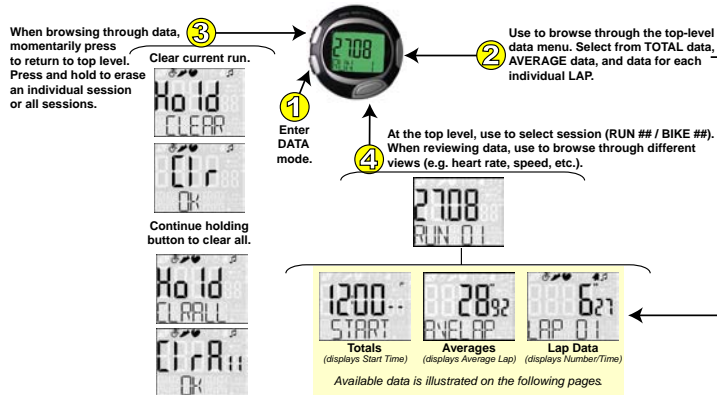 When browsing through data,
momentarily press
to return to top level.
Press and hold to erase
an individual session
or all sessions.
3
Clear current run.
Hold
CLEAR
Clr
OK
Continue holding
button to clear all.
Hold
CLRALL
ClrAll
OK
27.08
RUN 1
1
Enter
DATA
mode.
2
Use to browse through the top-level
data menu. Select from TOTAL data,
AVERAGE data, and data for each
individual LAP.
4
At the top level, use to select session (RUN ## / BIKE ##).
When reviewing data, use to browse through different
views (e.g. heart rate, speed, etc.).
27.08
RUN 01
12:00--
START
Totals
(displays Start Time)
28"92
AVELAP
Averages
(displays Average Lap)
6"27
LAP 01
Lap Data
(displays Number/Time)
Available data is illustrated on the following pages.